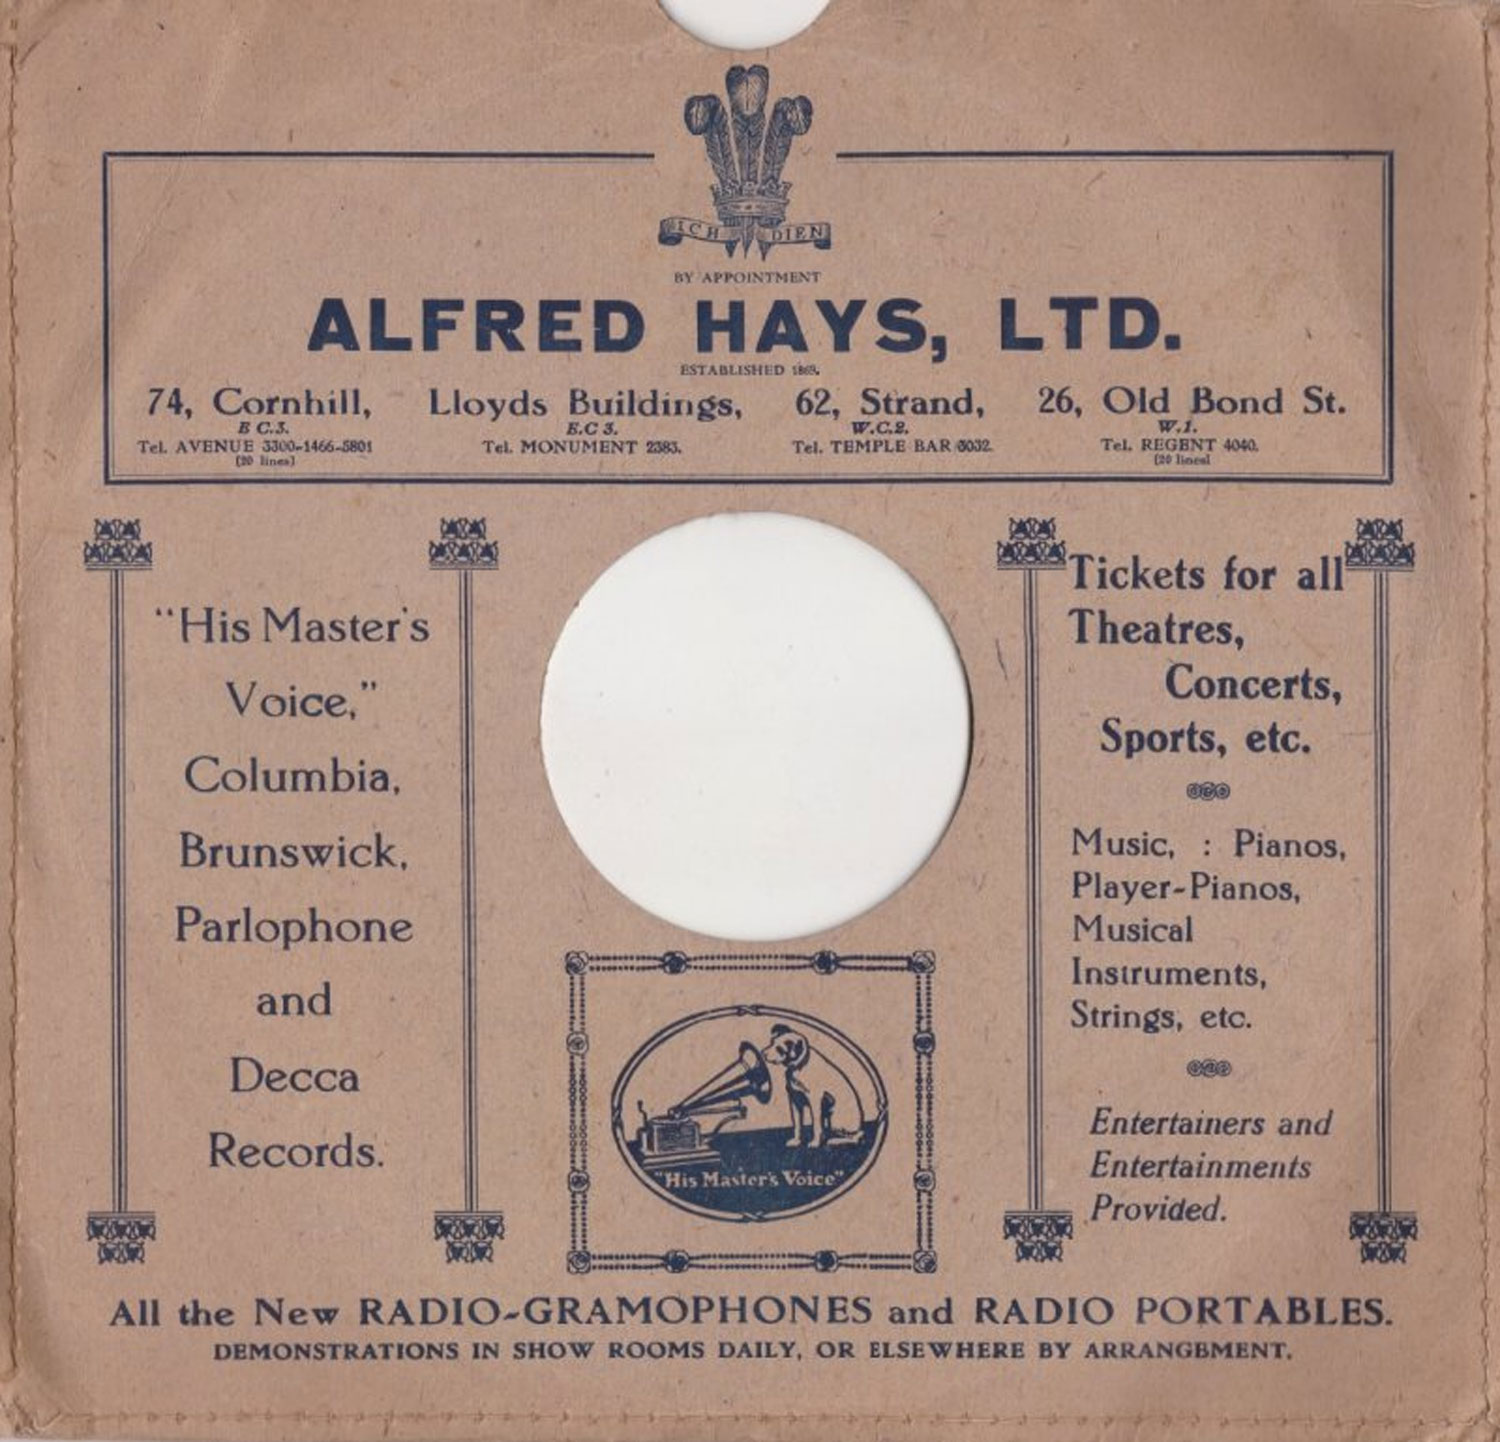 ICH DIEN
BY APPOINTMENT
ALFRED HAYS, LTD.
ESTABLISHED 1869.
74, Cornhill,
E C.3.
Tel. AVENUE 3300-1466-5801
(20 lines)
Lloyds Buildings,
E.C 3.
Tel. MONUMENT 2383.
62, Strand,
W.C.2.
Tel. TEMPLE BAR 3032.
26, Old Bond St.
W.1.
Tel. REGENT 4040.
(20 lines)
"His Master's
Voice,"
Columbia,
Brunswick,
Parlophone
and
Decca
Records.
"His Master's Voice"
Tickets for all
Theatres,
Concerts,
Sports, etc.
Music, : Pianos,
Player-Pianos,
Musical
Instruments,
Strings, etc.
Entertainers and
Entertainments
Provided.
All the New RADIO-GRAMOPHONES and RADIO PORTABLES.
DEMONSTRATIONS IN SHOW ROOMS DAILY, OR ELSEWHERE BY ARRANGEMENT.